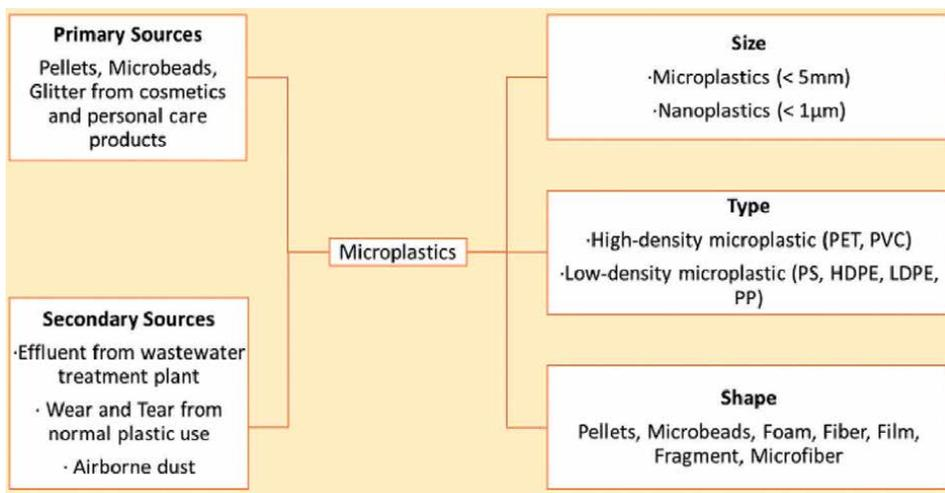 Primary Sources
Pellets, Microbeads,
Glitter from cosmetics
and personal care
products
Secondary Sources
·Effluent from wastewater
treatment plant
· Wear and Tear from
normal plastic use
· Airborne dust
Microplastics
Size
·Microplastics (< 5mm)
·Nanoplastics (< 1μm)
Type
·High-density microplastic (PET, PVC)
·Low-density microplastic (PS, HDPE, LDPE,
PP)
Shape
Pellets, Microbeads, Foam, Fiber, Film,
Fragment, Microfiber